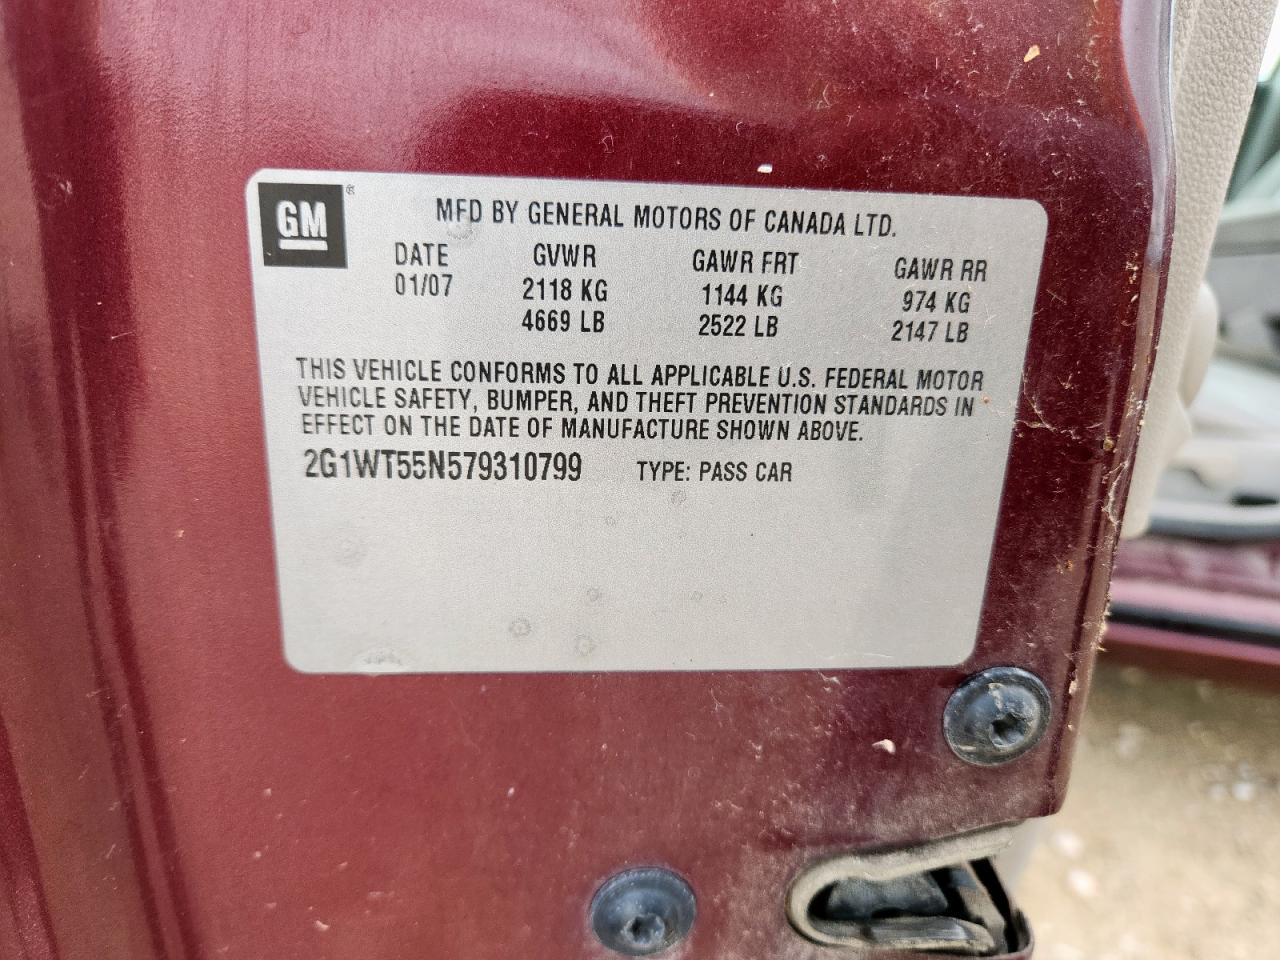 GM ®
MFD BY GENERAL MOTORS OF CANADA LTD.
DATE GVWR GAWR FRT GAWR RR
01/07 2118 KG 1144 KG 974 KG
4669 LB 2522 LB 2147 LB
THIS VEHICLE CONFORMS TO ALL APPLICABLE U.S. FEDERAL MOTOR
VEHICLE SAFETY, BUMPER, AND THEFT PREVENTION STANDARDS IN
EFFECT ON THE DATE OF MANUFACTURE SHOWN ABOVE.
2G1WT55N579310799 TYPE: PASS CAR